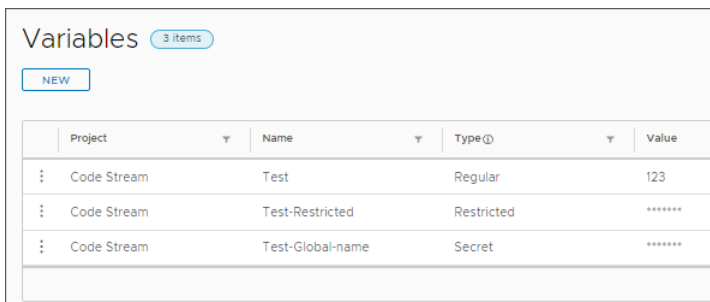 Variables 3 items
NEW
Project Name Type Value
Code Stream Test Regular 123
Code Stream Test-Restricted Restricted *******
Code Stream Test-Global-name Secret *******